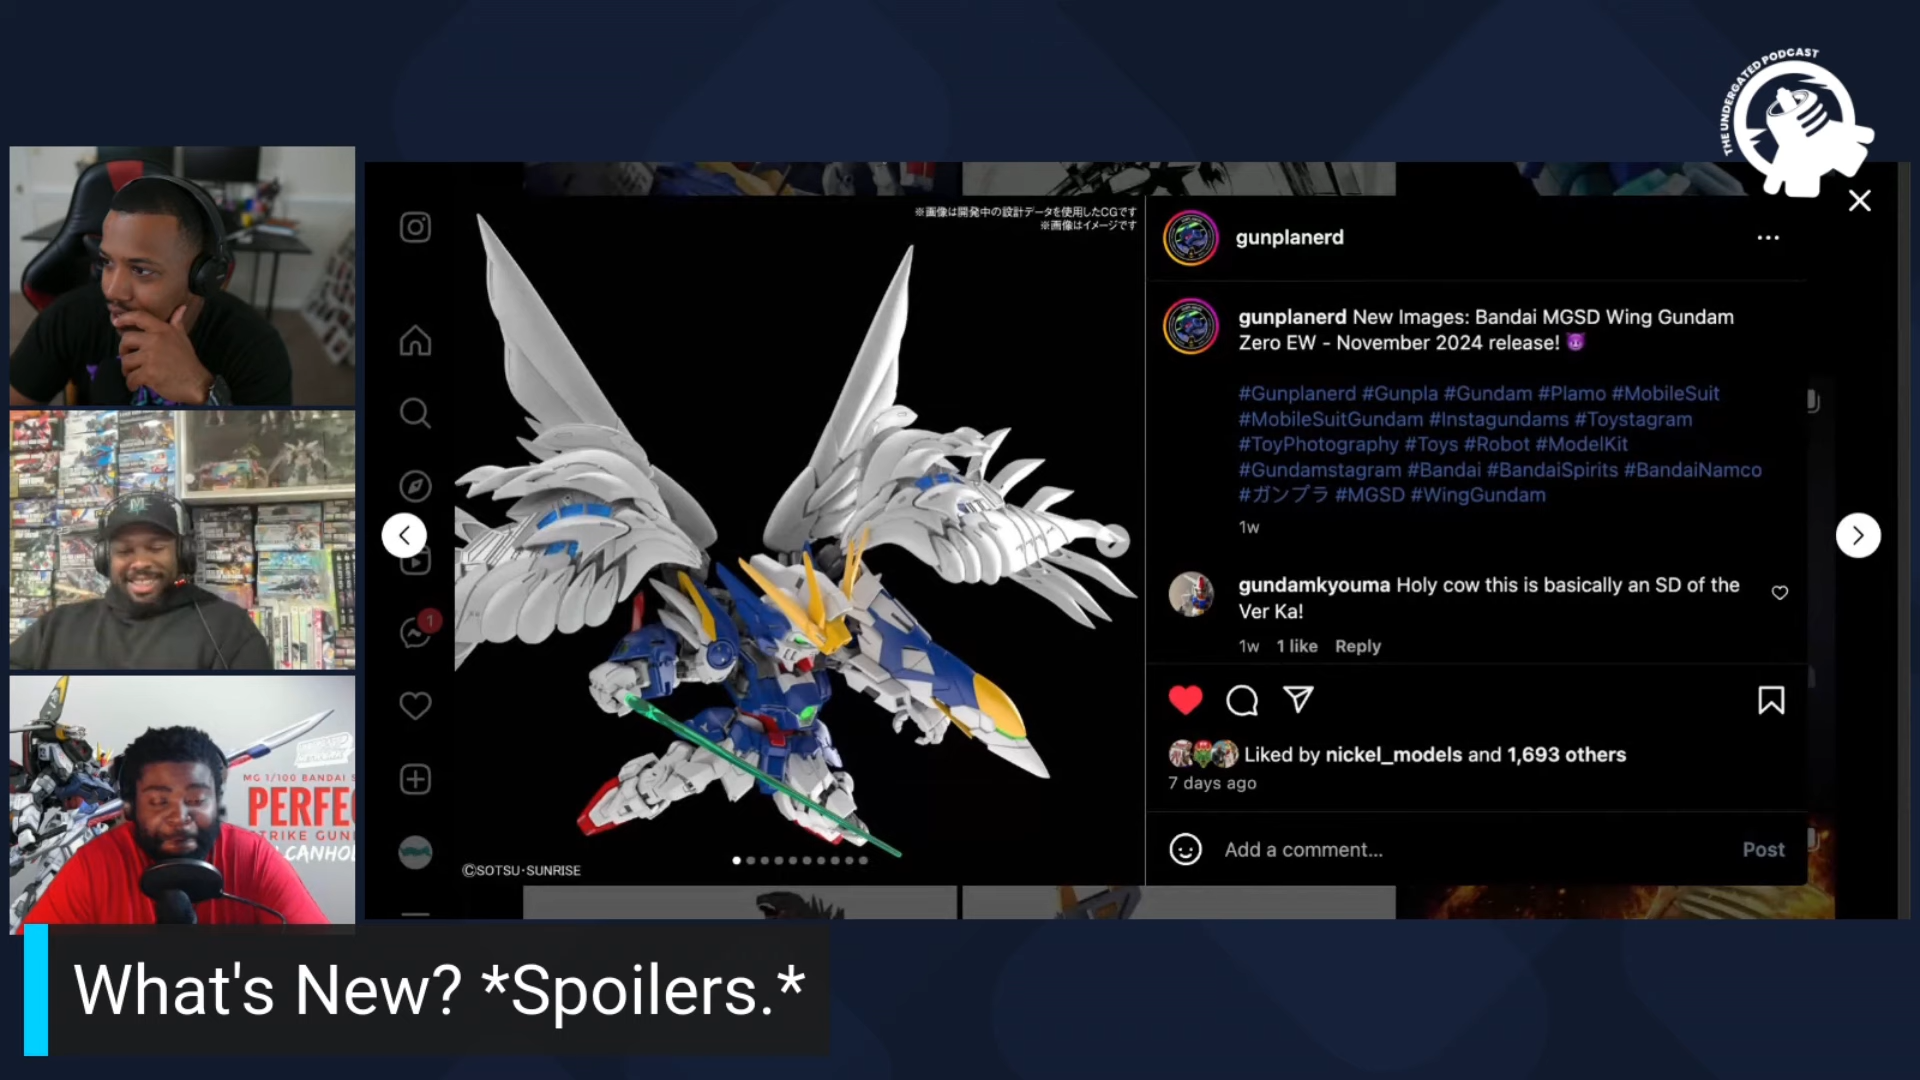 THE UNDERGATED PODCAST
※画像は開発中の設計データを使用したCGです
※画像はイメージです
gunplanerd
gunplanerd New Images: Bandai MGSD Wing Gundam
Zero EW - November 2024 release! 😈
#Gunplanerd #Gunpla #Gundam #Plamo #MobileSuit
#MobileSuitGundam #Instagundams #Toystagram
#ToyPhotography #Toys #Robot #ModelKit
#Gundamstagram #Bandai #BandaiSpirits #BandaiNamco
#ガンプラ #MGSD #WingGundam
1w
gundamkyouma Holy cow this is basically an SD of the
Ver Ka!
1w 1 like Reply
1
Liked by nickel_models and 1,693 others
7 days ago
Add a comment...
Post
©SOTSU・SUNRISE
MG 1/100 BANDAI S
PERFEC
STRIKE GUN
CANHOL
What's New? *Spoilers.*